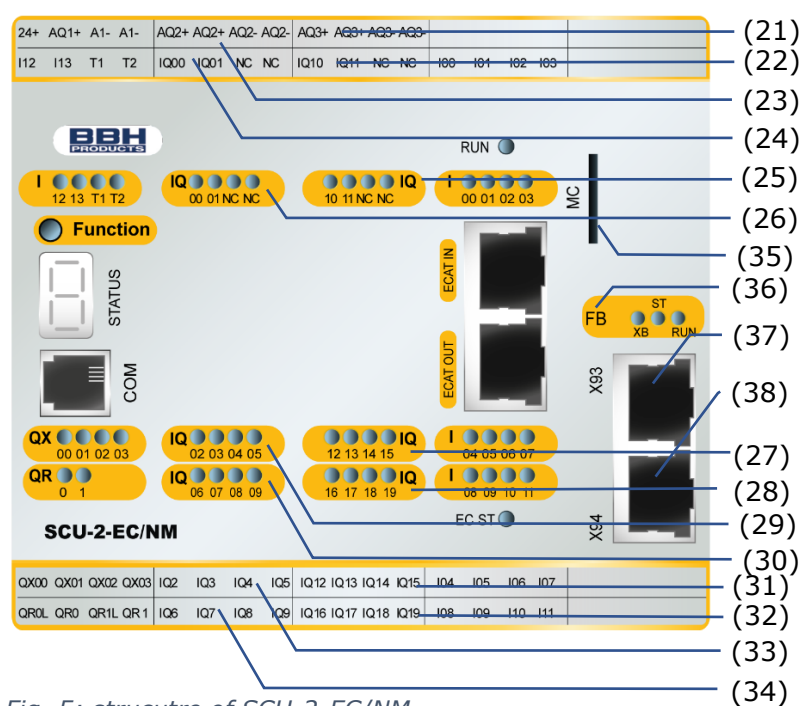 24+ AQ1+ A1- A1- AQ2+ AQ2+ AQ2- AQ2- AQ3+ AQ3+ AQ3- AQ3- (21)
I12 I13 T1 T2 IQ00 IQ01 NC NC IQ10 IQ11 NC NC I00 I01 I02 I03 (22)
(23)
(24)
BBH
PRODUCTS
RUN
I IQ IQ I (25)
12 13 T1 T2 00 01 NC NC 10 11 NC NC 00 01 02 03
MC
(26)
Function
(35)
ECAT IN
STATUS
(36)
FB ST
XB RUN
(37)
ECAT OUT
COM
X93
(38)
QX IQ IQ I
00 01 02 03 02 03 04 05 12 13 14 15 04 05 06 07 (27)
QR IQ IQ I
0 1 06 07 08 09 16 17 18 19 08 09 10 11 (28)
EC ST
X94
(29)
SCU-2-EC/NM
(30)
QX00 QX01 QX02 QX03 IQ2 IQ3 IQ4 IQ5 IQ12 IQ13 IQ14 IQ15 I04 I05 I06 I07 (31)
QR0L QR0 QR1L QR 1 IQ6 IQ7 IQ8 IQ9 IQ16 IQ17 IQ18 IQ19 I08 I09 I10 I11 (32)
(33)
(34)
Fig. 5: strucutre of SCU-2-EC/NM